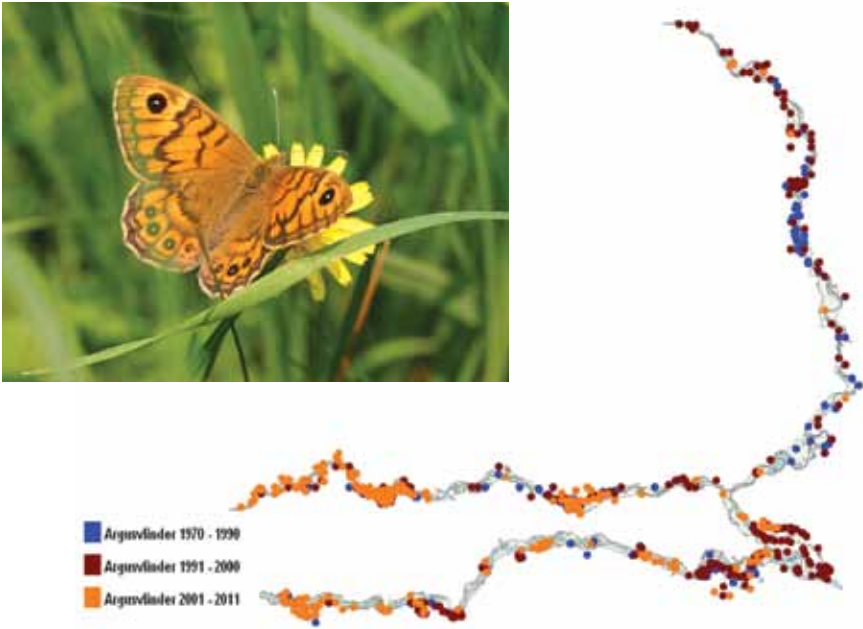 Argusvlinder 1970 - 1990
Argusvlinder 1991 - 2000
Argusvlinder 2001 - 2011